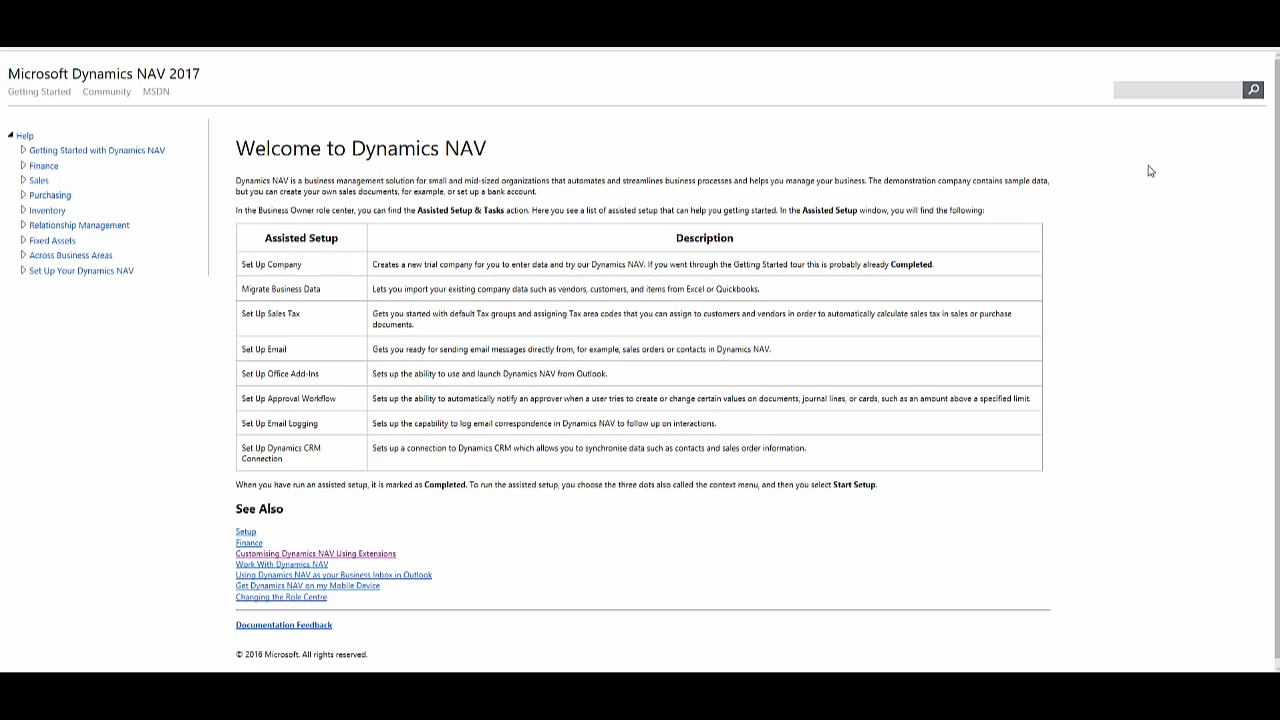 Microsoft Dynamics NAV 2017
Getting Started Community MSDN
Help
Getting Started with Dynamics NAV
Finance
Sales
Purchasing
Inventory
Relationship Management
Fixed Assets
Across Business Areas
Set Up Your Dynamics NAV
Welcome to Dynamics NAV
Dynamics NAV is a business management solution for small and mid-sized organizations that automates and streamlines business processes and helps you manage your business. The demonstration company contains sample data,
but you can create your own sales documents, for example, or set up a bank account.
In the Business Owner role center, you can find the Assisted Setup & Tasks action. Here you see a list of assisted setup that can help you getting started. In the Assisted Setup window, you will find the following:
Assisted Setup Description
Set Up Company Creates a new trial company for you to enter data and try our Dynamics NAV. If you went through the Getting Started tour this is probably already Completed.
Migrate Business Data Lets you import your existing company data such as vendors, customers, and items from Excel or Quickbooks.
Set Up Sales Tax Gets you started with default Tax groups and assigning Tax area codes that you can assign to customers and vendors in order to automatically calculate sales tax in sales or purchase
documents.
Set Up Email Gets you ready for sending email messages directly from, for example, sales orders or contacts in Dynamics NAV.
Set Up Office Add-Ins Sets up the ability to use and launch Dynamics NAV from Outlook.
Set Up Approval Workflow Sets up the ability to automatically notify an approver when a user tries to create or change certain values on documents, journal lines, or cards, such as an amount above a specified limit.
Set Up Email Logging Sets up the capability to log email correspondence in Dynamics NAV to follow up on interactions.
Set Up Dynamics CRM Sets up a connection to Dynamics CRM which allows you to synchronise data such as contacts and sales order information.
Connection
When you have run an assisted setup, it is marked as Completed. To run the assisted setup, you choose the three dots also called the context menu, and then you select Start Setup.
See Also
Setup
Finance
Customising Dynamics NAV Using Extensions
Work With Dynamics NAV
Using Dynamics NAV as your Business Inbox in Outlook
Get Dynamics NAV on my Mobile Device
Changing the Role Centre
Documentation Feedback
© 2016 Microsoft. All rights reserved.